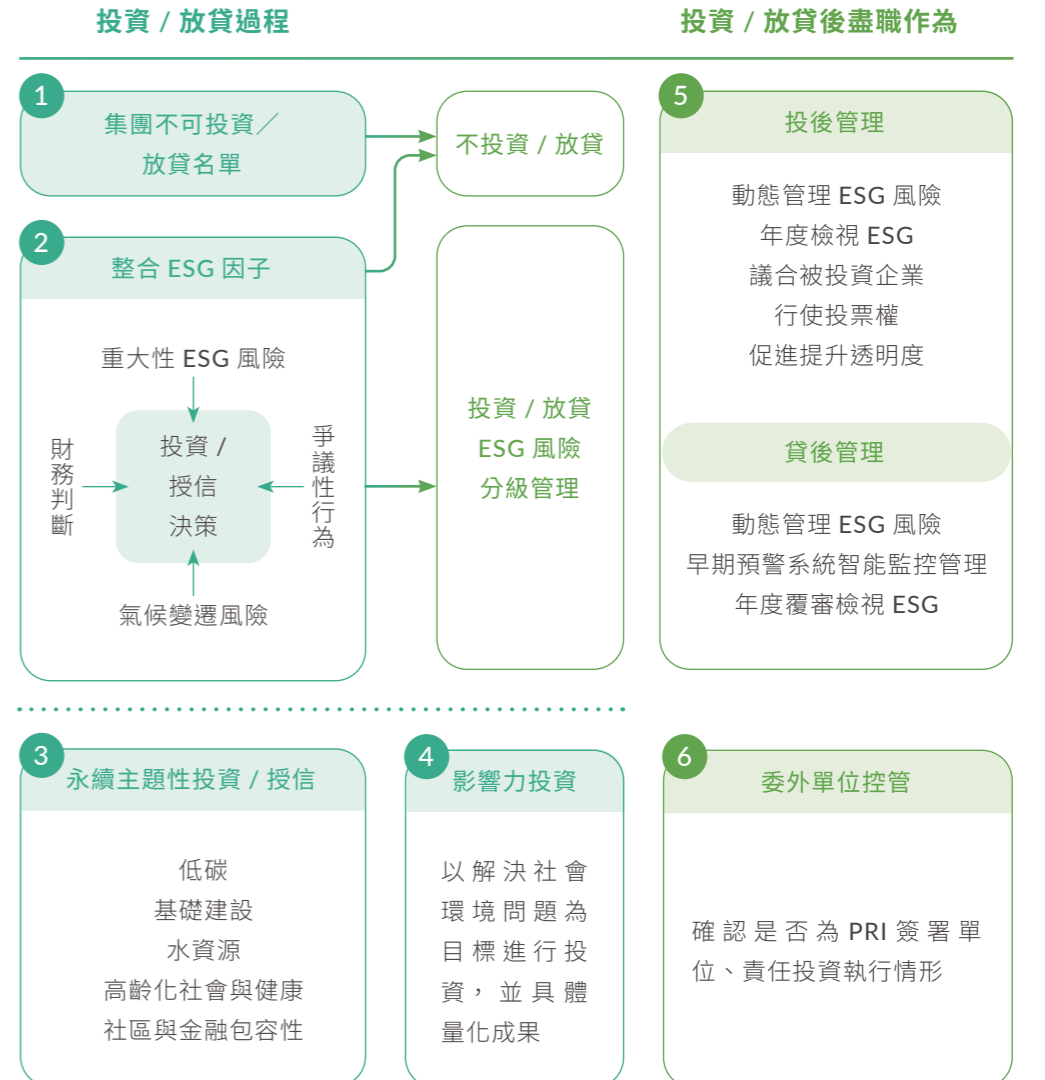 投資 / 放貸過程
投資 / 放貸後盡職作為
1
集團不可投資／
放貸名單
不投資 / 放貸
2
整合 ESG 因子
重大性 ESG 風險
財務判斷
投資 /
授信
決策
爭議性行為
氣候變遷風險
投資 / 放貸
ESG 風險
分級管理
5
投後管理
動態管理 ESG 風險
年度檢視 ESG
議合被投資企業
行使投票權
促進提升透明度
貸後管理
動態管理 ESG 風險
早期預警系統智能監控管理
年度覆審檢視 ESG
3
永續主題性投資 / 授信
低碳
基礎建設
水資源
高齡化社會與健康
社區與金融包容性
4
影響力投資
以解決社會
環境問題為
目標進行投
資，並具體
量化成果
6
委外單位控管
確認是否為 PRI 簽署單
位、責任投資執行情形